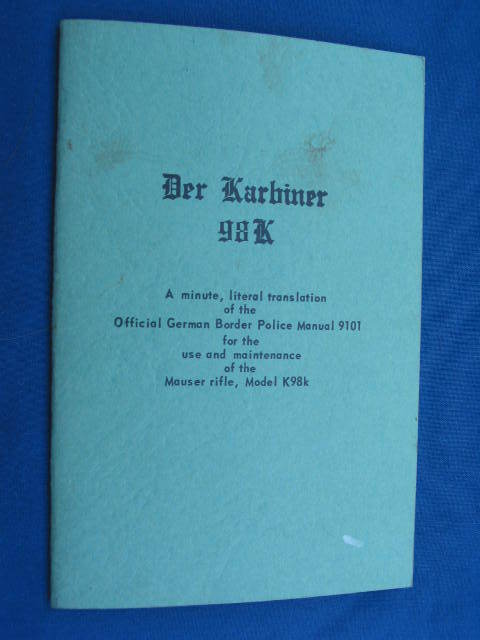 Der Karbiner
98K
A minute, literal translation
of the
Official German Border Police Manual 9101
for the
use and maintenance
of the
Mauser rifle, Model K98k